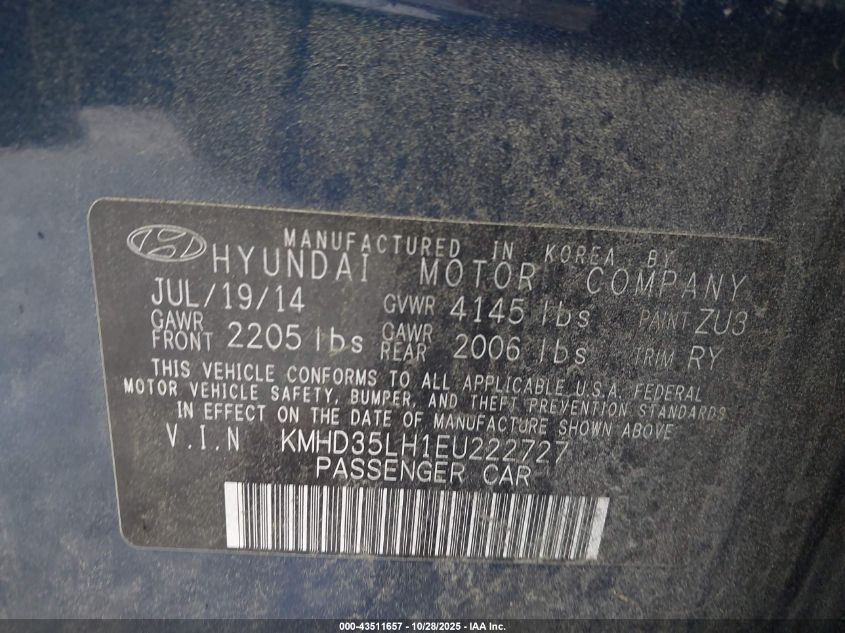 MANUFACTURED IN KOREA BY
HYUNDAI MOTOR COMPANY
JUL/19/14 GVWR 4145 lbs PAINT ZU3
GAWR FRONT 2205 lbs GAWR REAR 2006 lbs TRIM RY
THIS VEHICLE CONFORMS TO ALL APPLICABLE U.S.A. FEDERAL
MOTOR VEHICLE SAFETY, BUMPER, AND THEFT PREVENTION STANDARDS
IN EFFECT ON THE DATE OF MANUFACTURE SHOWN ABOVE
V.I.N KMHD35LH1EU222727
PASSENGER CAR
000-43511657 • 10/28/2025 • IAA Inc.